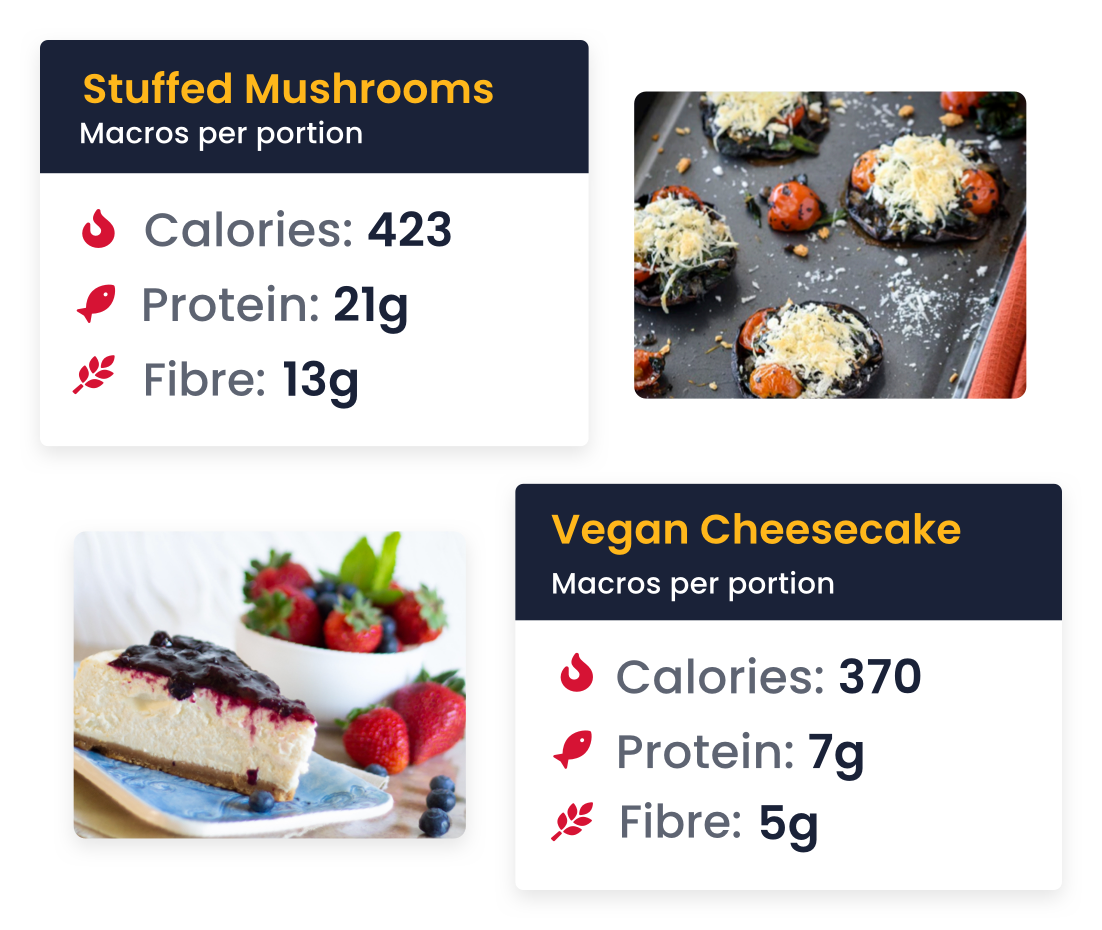 Stuffed Mushrooms
Macros per portion
Calories: 423
Protein: 21g
Fibre: 13g
Vegan Cheesecake
Macros per portion
Calories: 370
Protein: 7g
Fibre: 5g